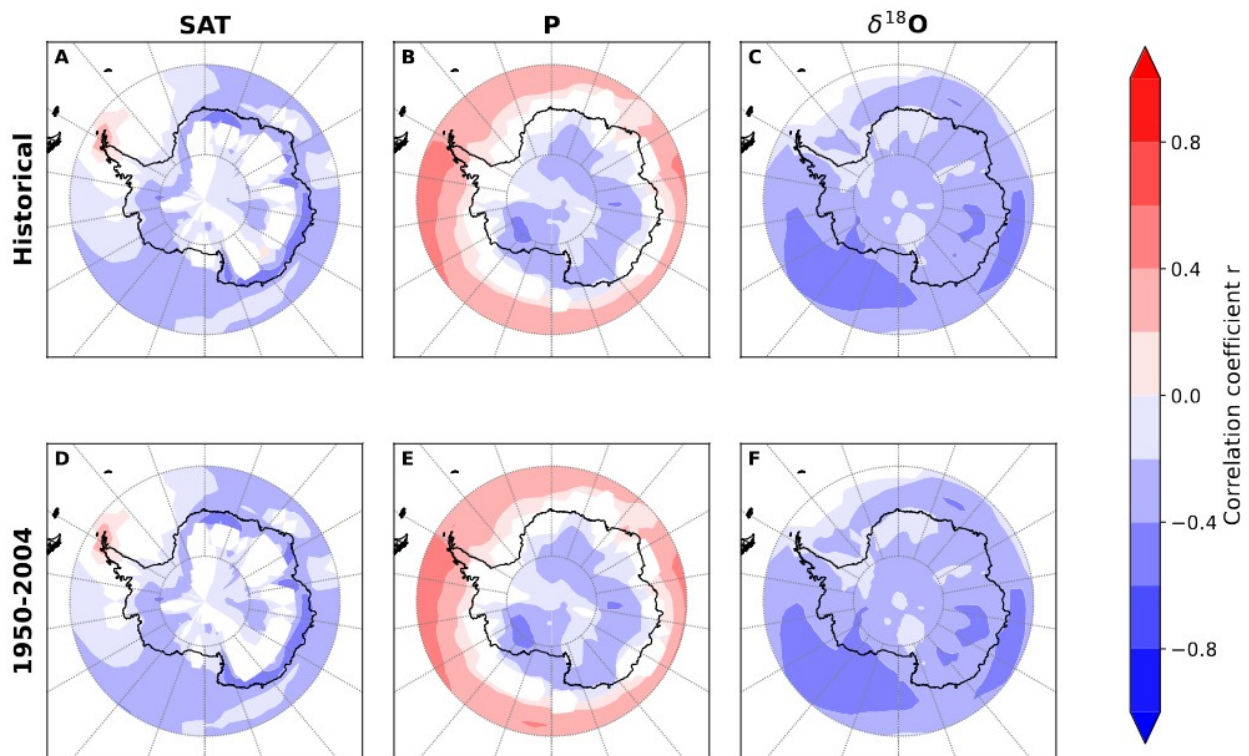 SAT P δ¹⁸O
Historical
A B C
1950-2004
D E F
0.8
0.4
0.0
−0.4
−0.8
Correlation coefficient r